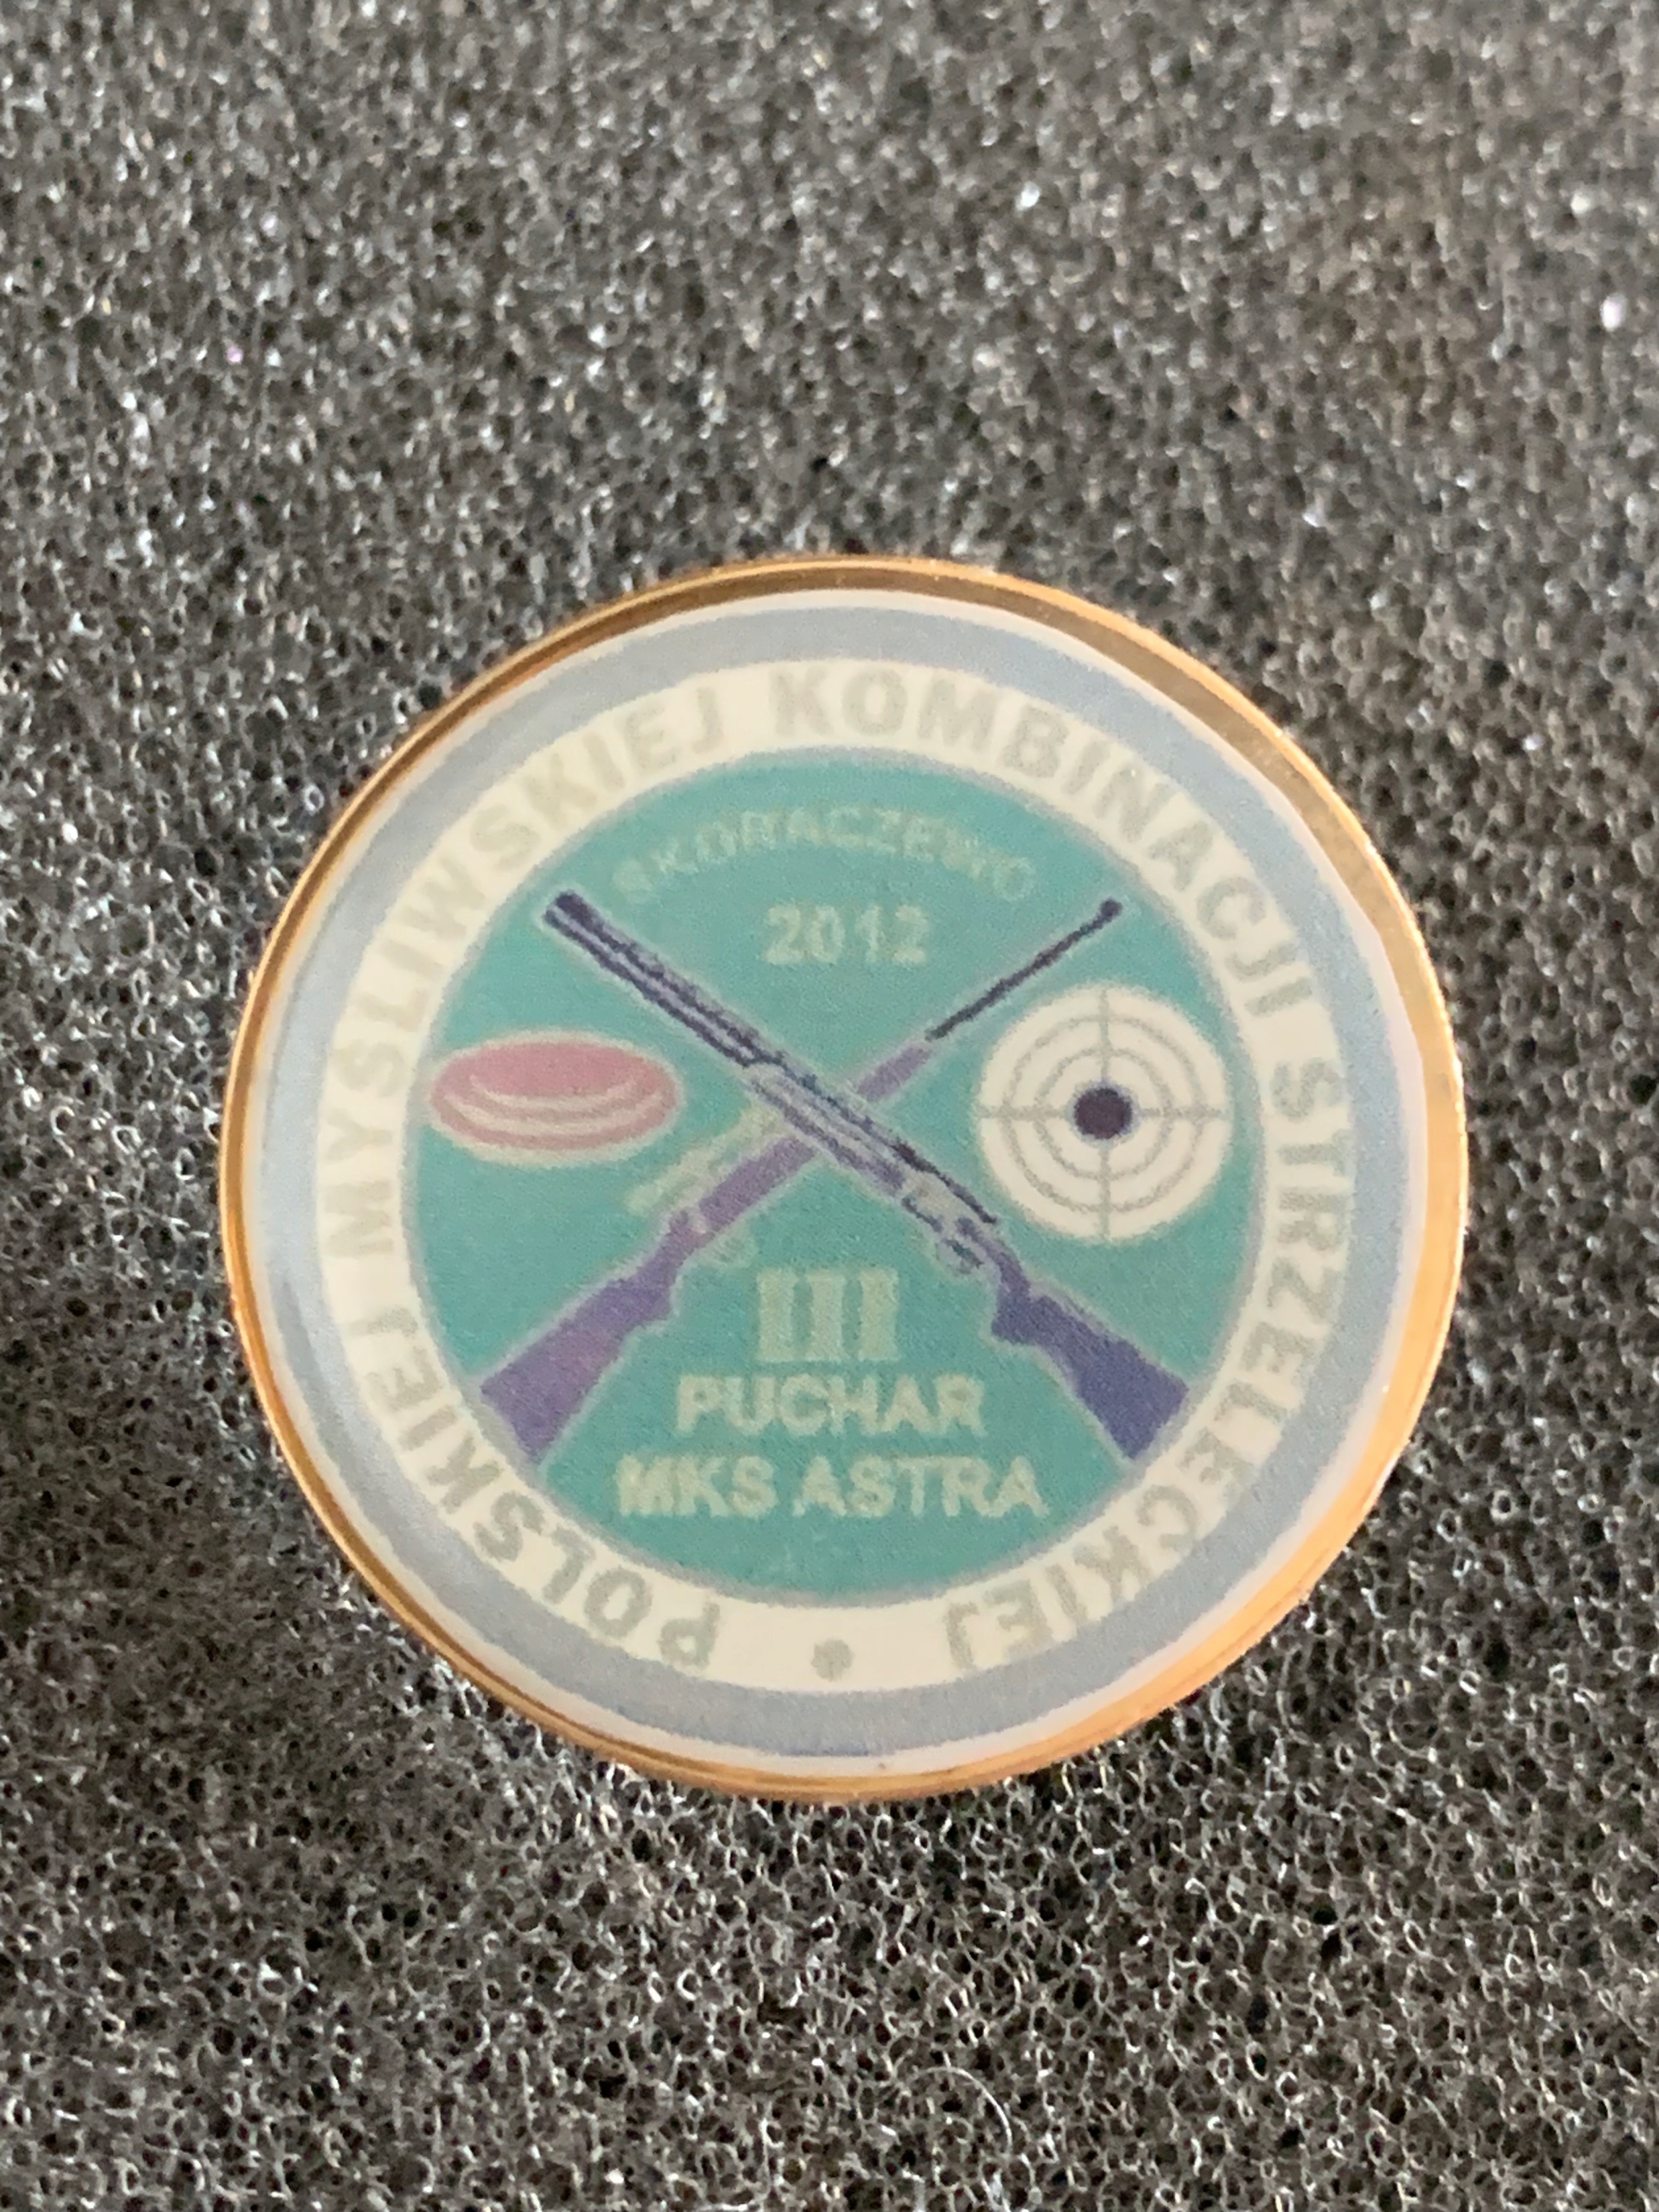 POLSKIEJ MYŚLIWSKIEJ KOMBINACJI STRZELECKIEJ •
SKORACZEWO
2012
III
PUCHAR
MKS ASTRA